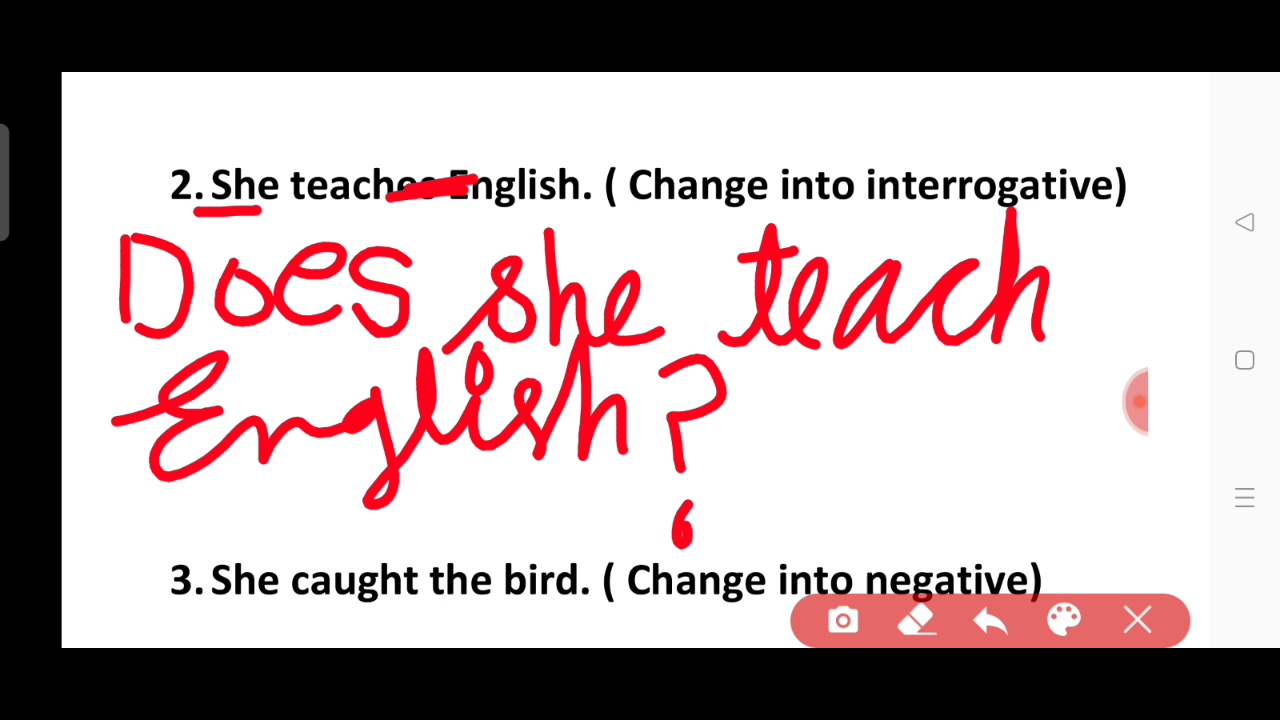 2. She teaches English. ( Change into interrogative)
Does she teach
English?
3. She caught the bird. ( Change into negative)